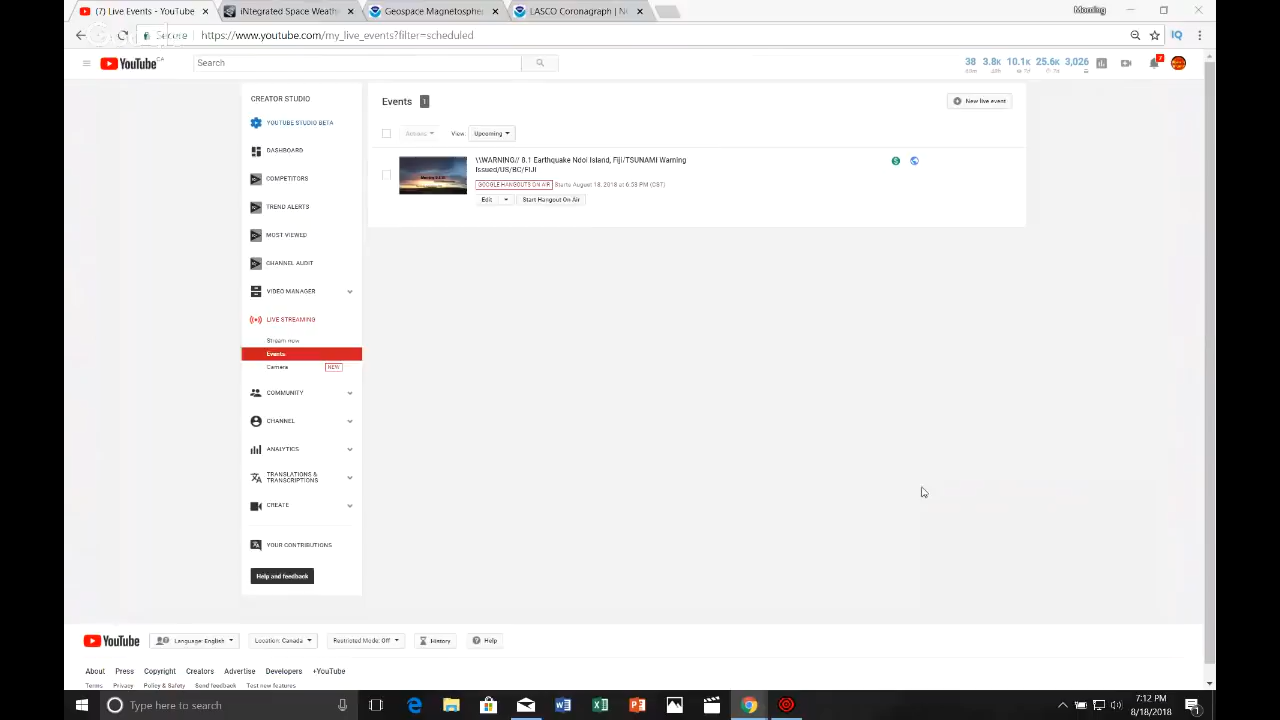 (7) Live Events - YouTube
iNtegrated Space Weath
Geospace Magnetospher
LASCO Coronagraph | N
Morning
Secure
https://www.youtube.com/my_live_events?filter=scheduled
YouTube CA
Search
38 3.8k 10.1k 25.6k 3,026
CREATOR STUDIO
YOUTUBE STUDIO BETA
DASHBOARD
COMPETITORS
TREND ALERTS
MOST VIEWED
CHANNEL AUDIT
VIDEO MANAGER
LIVE STREAMING
Stream now
Events
Camera NEW
COMMUNITY
CHANNEL
ANALYTICS
TRANSLATIONS &
TRANSCRIPTIONS
CREATE
YOUR CONTRIBUTIONS
Help and feedback
Events 1
New live event
Actions View: Upcoming
\\WARNING// 8.1 Earthquake Ndoi Island, Fiji/TSUNAMI Warning
Issued/US/BC/FIJI
GOOGLE HANGOUTS ON AIR Starts August 18, 2018 at 6:58 PM (CST)
Edit Start Hangout On Air
YouTube Language: English Location: Canada Restricted Mode: Off History Help
About Press Copyright Creators Advertise Developers +YouTube
Terms Privacy Policy & Safety Send feedback Test new features
Type here to search
7:12 PM
8/18/2018